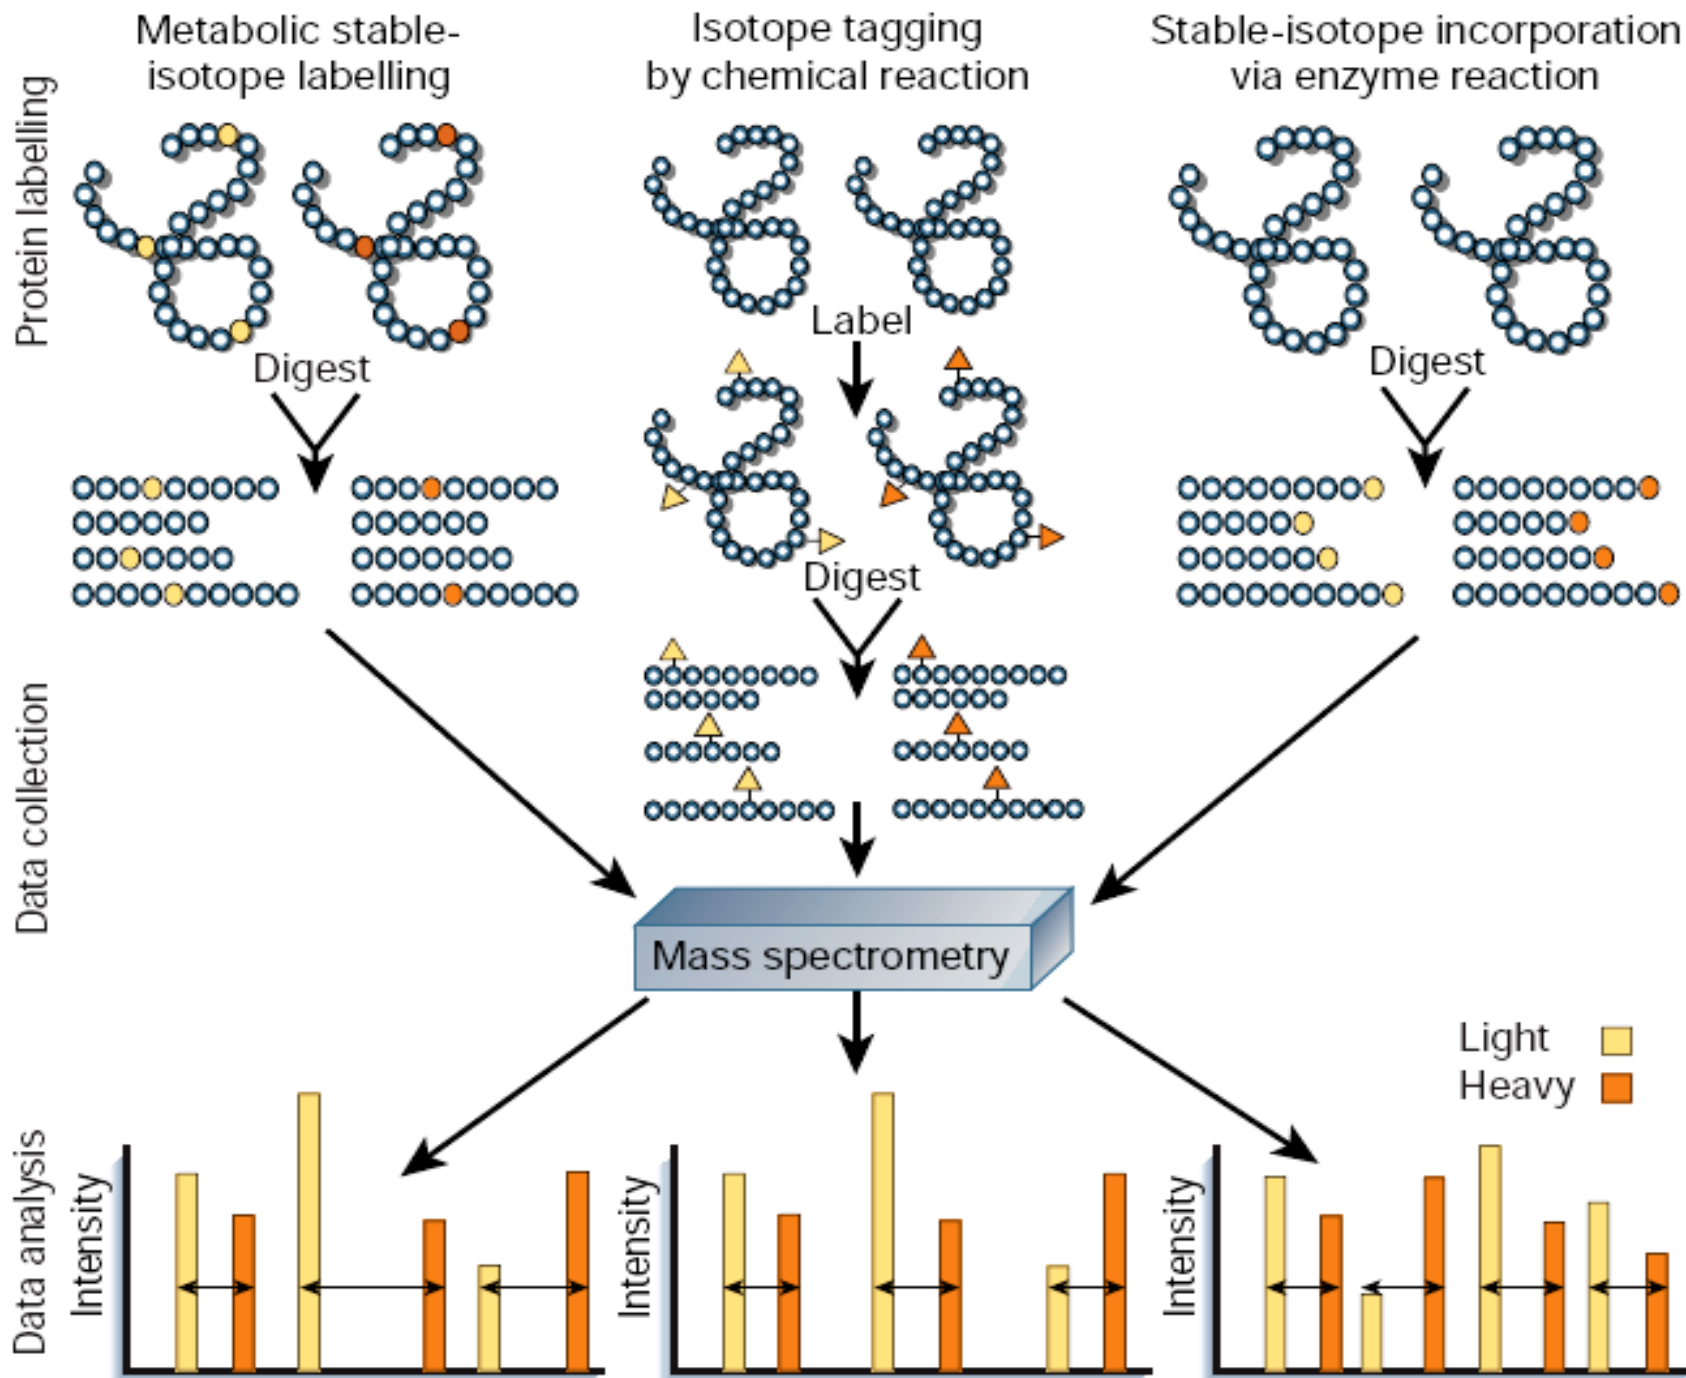 Metabolic stable-
isotope labelling
Isotope tagging
by chemical reaction
Stable-isotope incorporation
via enzyme reaction
Protein labelling
Label
Digest
Digest
Digest
Data collection
Mass spectrometry
Light
Heavy
Data analysis
Intensity
Intensity
Intensity